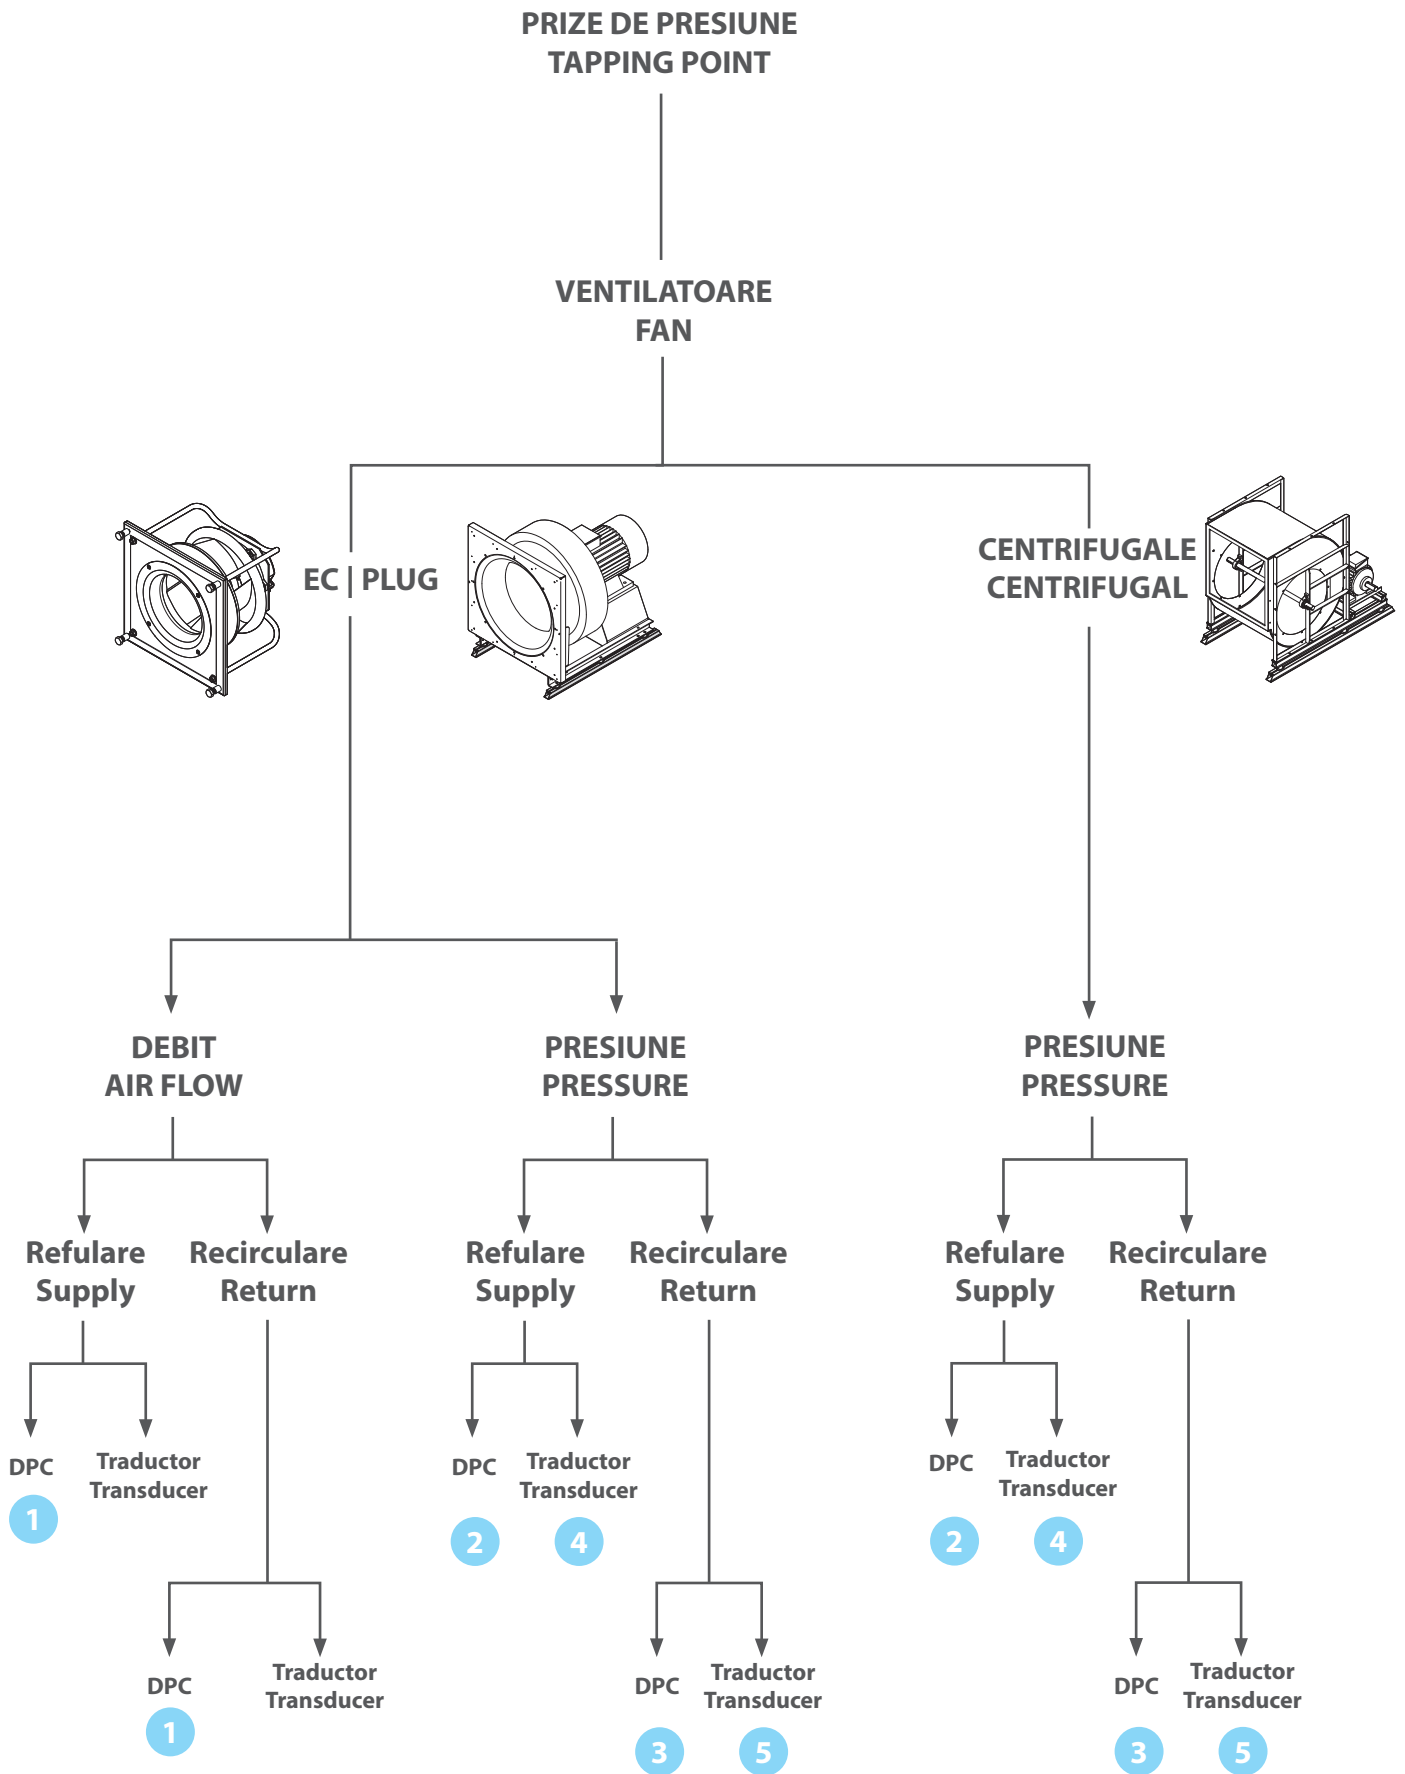 PRIZE DE PRESIUNE
TAPPING POINT
VENTILATOARE
FAN
EC | PLUG
CENTRIFUGALE
CENTRIFUGAL
DEBIT
AIR FLOW
PRESIUNE
PRESSURE
PRESIUNE
PRESSURE
Refulare
Supply
Recirculare
Return
Refulare
Supply
Recirculare
Return
Refulare
Supply
Recirculare
Return
DPC
1
Traductor
Transducer
DPC
2
Traductor
Transducer
4
DPC
2
Traductor
Transducer
4
DPC
1
Traductor
Transducer
DPC
3
Traductor
Transducer
5
DPC
3
Traductor
Transducer
5